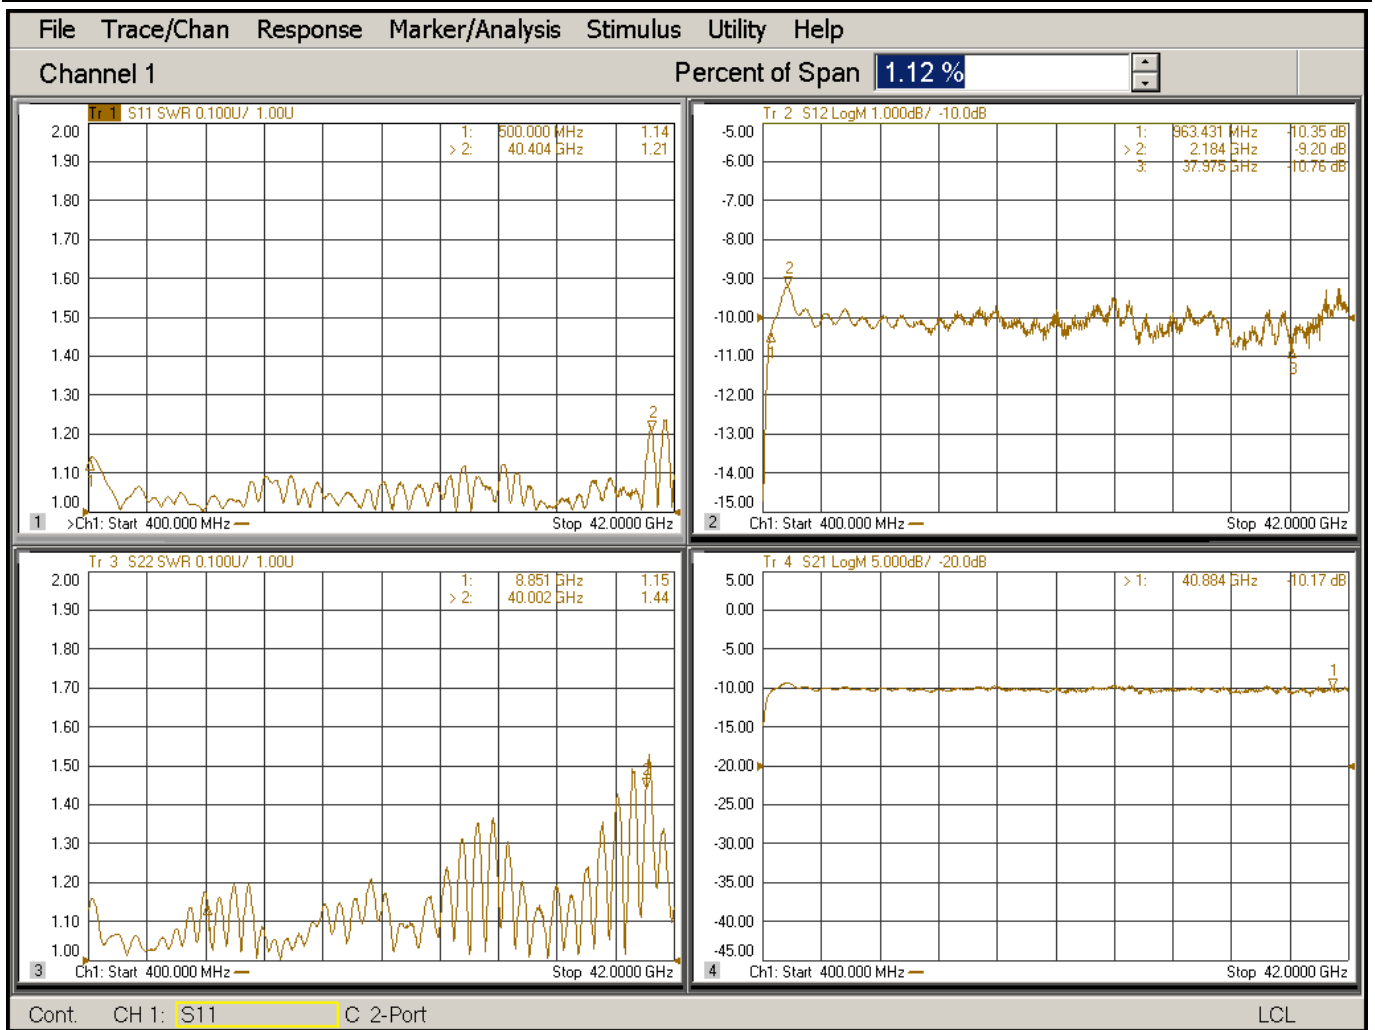 File Trace/Chan Response Marker/Analysis Stimulus Utility Help
Channel 1 Percent of Span 1.12 %
Tr 1 S11 SWR 0.100U/ 1.00U
1: 500.000 MHz 1.14
> 2: 40.404 GHz 1.21
2.00
1.90
1.80
1.70
1.60
1.50
1.40
1.30
1.20
1.10
1.00
2
1
1 >Ch1: Start 400.000 MHz Stop 42.0000 GHz
Tr 2 S12 LogM 1.000dB/ -10.0dB
1: 963.431 MHz -10.35 dB
> 2: 2.184 GHz -9.20 dB
3: 37.975 GHz -10.76 dB
-5.00
-6.00
-7.00
-8.00
-9.00
-10.00
-11.00
-12.00
-13.00
-14.00
-15.00
2
1
3
2 Ch1: Start 400.000 MHz Stop 42.0000 GHz
Tr 3 S22 SWR 0.100U/ 1.00U
1: 8.851 GHz 1.15
> 2: 40.002 GHz 1.44
2.00
1.90
1.80
1.70
1.60
1.50
1.40
1.30
1.20
1.10
1.00
3 Ch1: Start 400.000 MHz Stop 42.0000 GHz
Tr 4 S21 LogM 5.000dB/ -20.0dB
> 1: 40.884 GHz -10.17 dB
5.00
0.00
-5.00
-10.00
-15.00
-20.00
-25.00
-30.00
-35.00
-40.00
-45.00
1
4 Ch1: Start 400.000 MHz Stop 42.0000 GHz
Cont. CH 1: S11 C 2-Port LCL